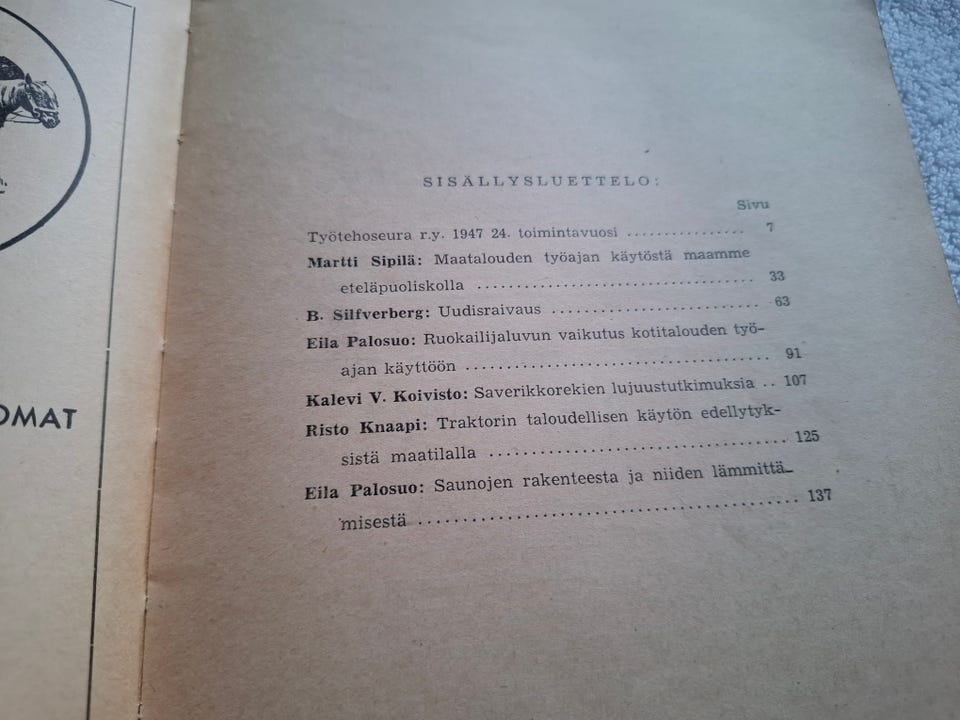 OMAT
SISÄLLYSLUETTELO:
Sivu
Työtehoseura r.y. 1947 24. toimintavuosi ................ 7
Martti Sipilä: Maatalouden työajan käytöstä maamme
eteläpuoliskolla .................................. 33
B. Silfverberg: Uudisraivaus ......................... 63
Eila Palosuo: Ruokailijaluvun vaikutus kotitalouden työ-
ajan käyttöön .................................... 91
Kalevi V. Koivisto: Saverikkorekien lujuustutkimuksia .. 107
Risto Knaapi: Traktorin taloudellisen käytön edellytyk-
sistä maatilalla ................................... 125
Eila Palosuo: Saunojen rakenteesta ja niiden lämmittä-
misestä ............................................ 137